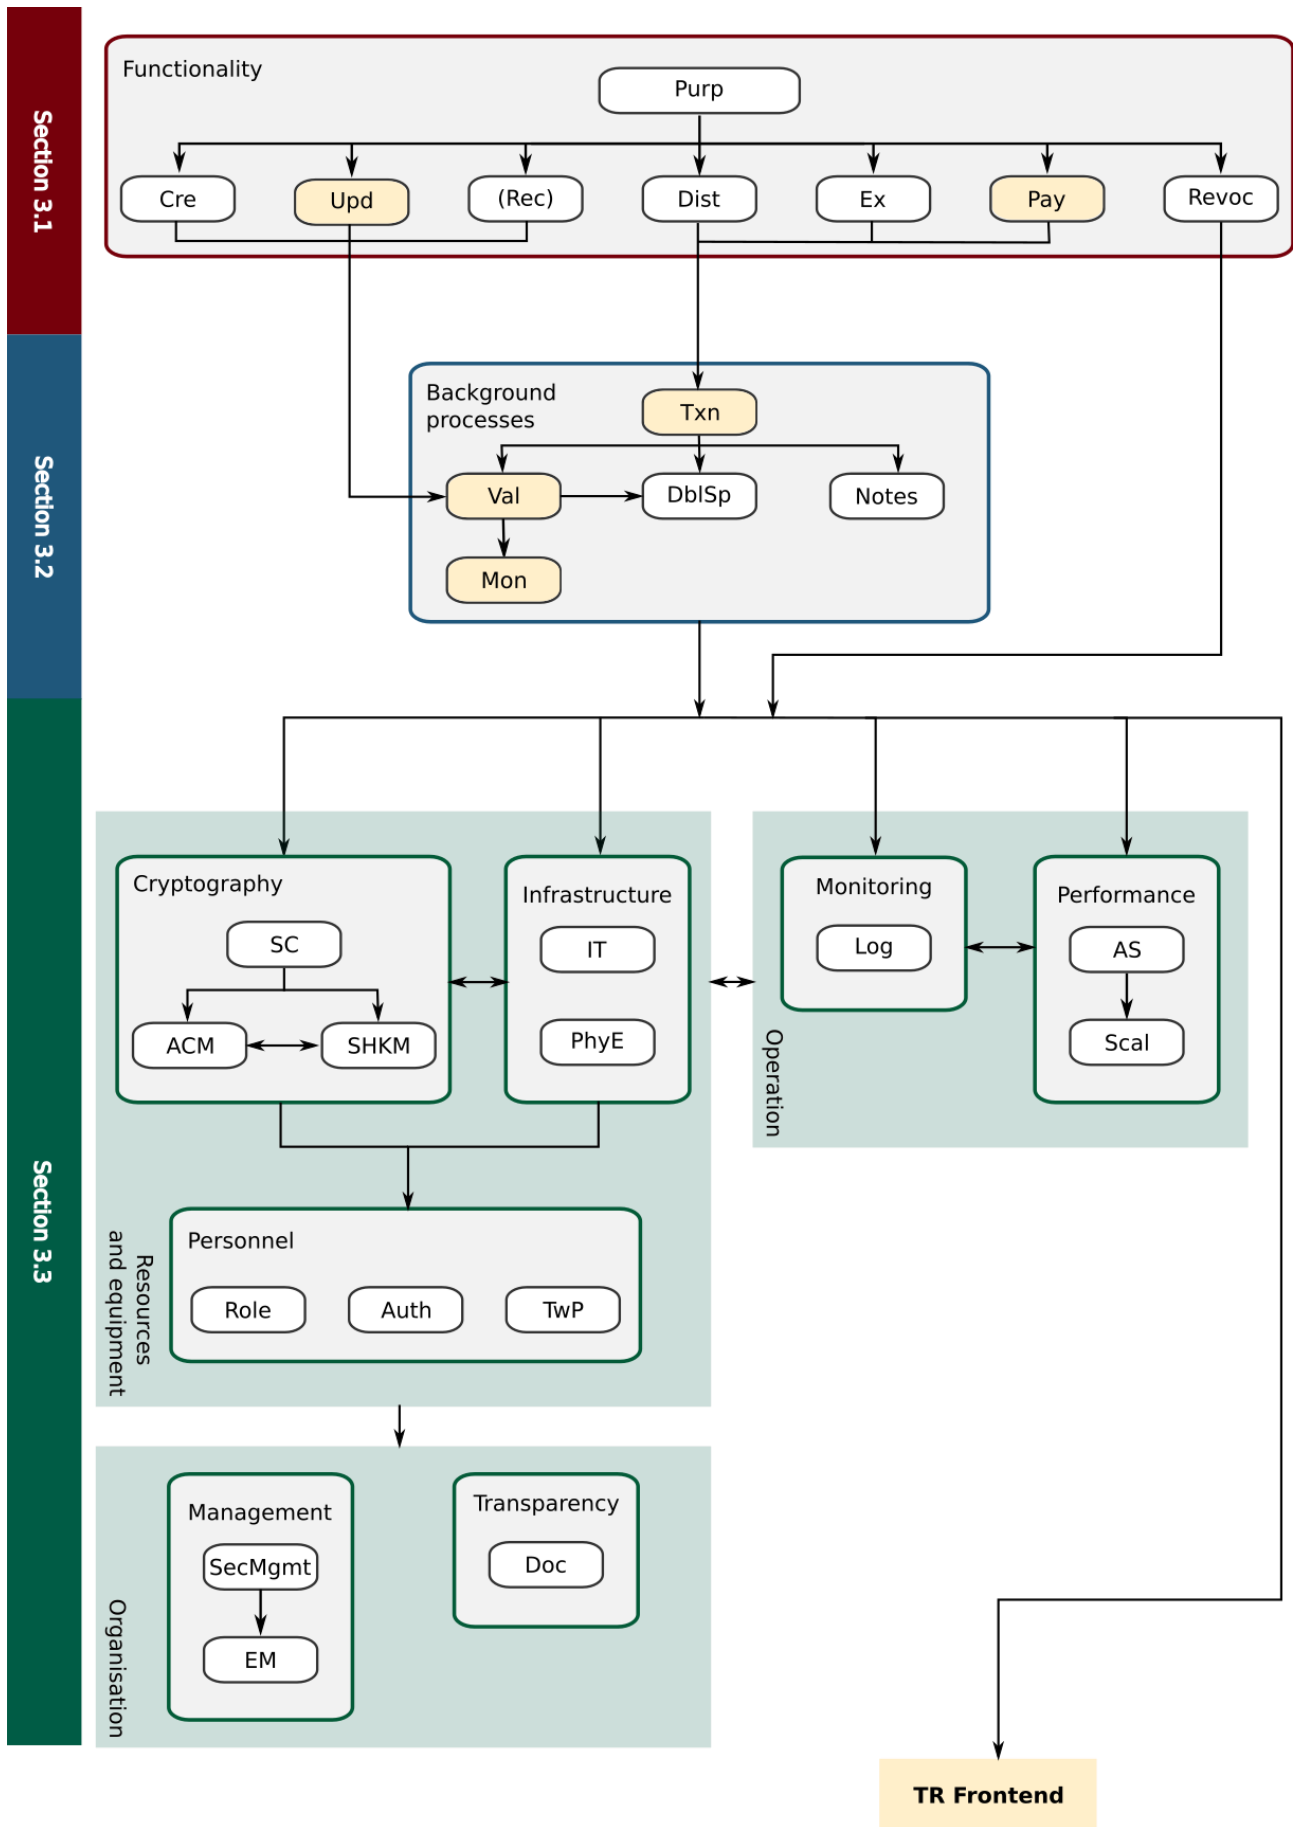 Section 3.1
Functionality
Purp
Cre
Upd
(Rec)
Dist
Ex
Pay
Revoc
Section 3.2
Background
processes
Txn
Val
DblSp
Notes
Mon
Section 3.3
Cryptography
SC
ACM
SHKM
Infrastructure
IT
PhyE
Monitoring
Log
Performance
AS
Scal
Operation
Personnel
Role
Auth
TwP
Resources
and equipment
Management
SecMgmt
EM
Transparency
Doc
Organisation
TR Frontend